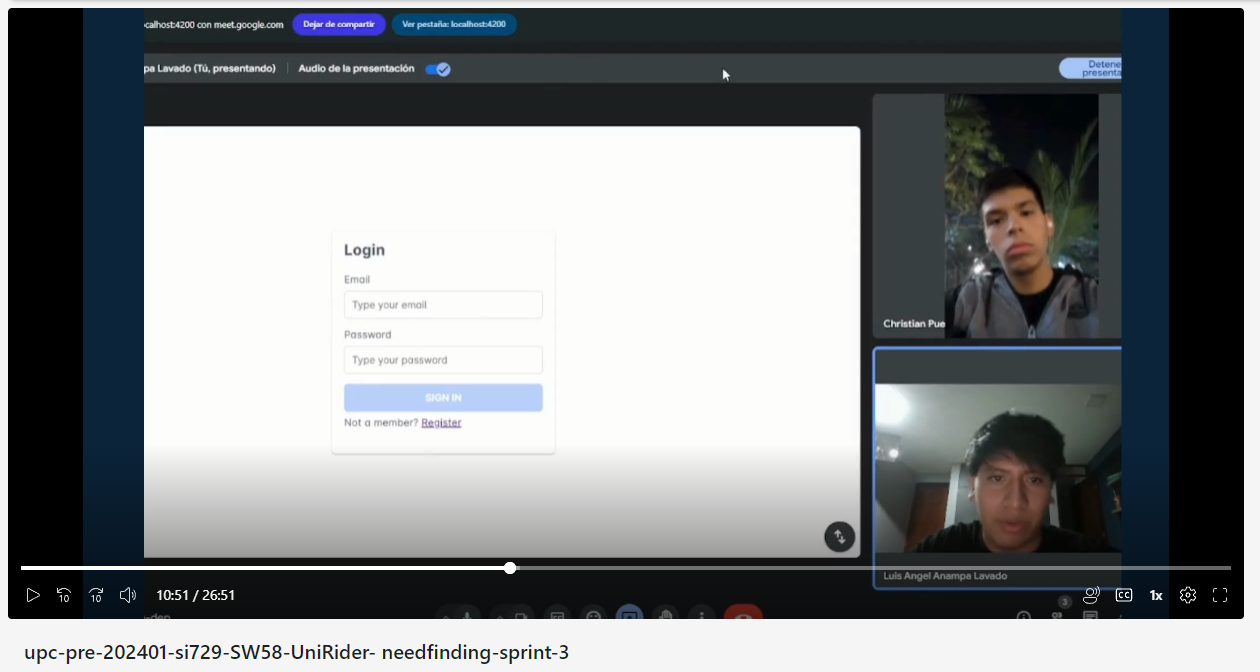 calhost:4200 con meet.google.com Dejar de compartir Ver pestaña: localhost:4200
pa Lavado (Tú, presentando) Audio de la presentación
Detene
presenta
Login
Email
Type your email
Password
Type your password
SIGN IN
Not a member? Register
Christian Pue
Luis Angel Anampa Lavado
10 10 10:51 / 26:51 CC 1x
3
upc-pre-202401-si729-SW58-UniRider- needfinding-sprint-3